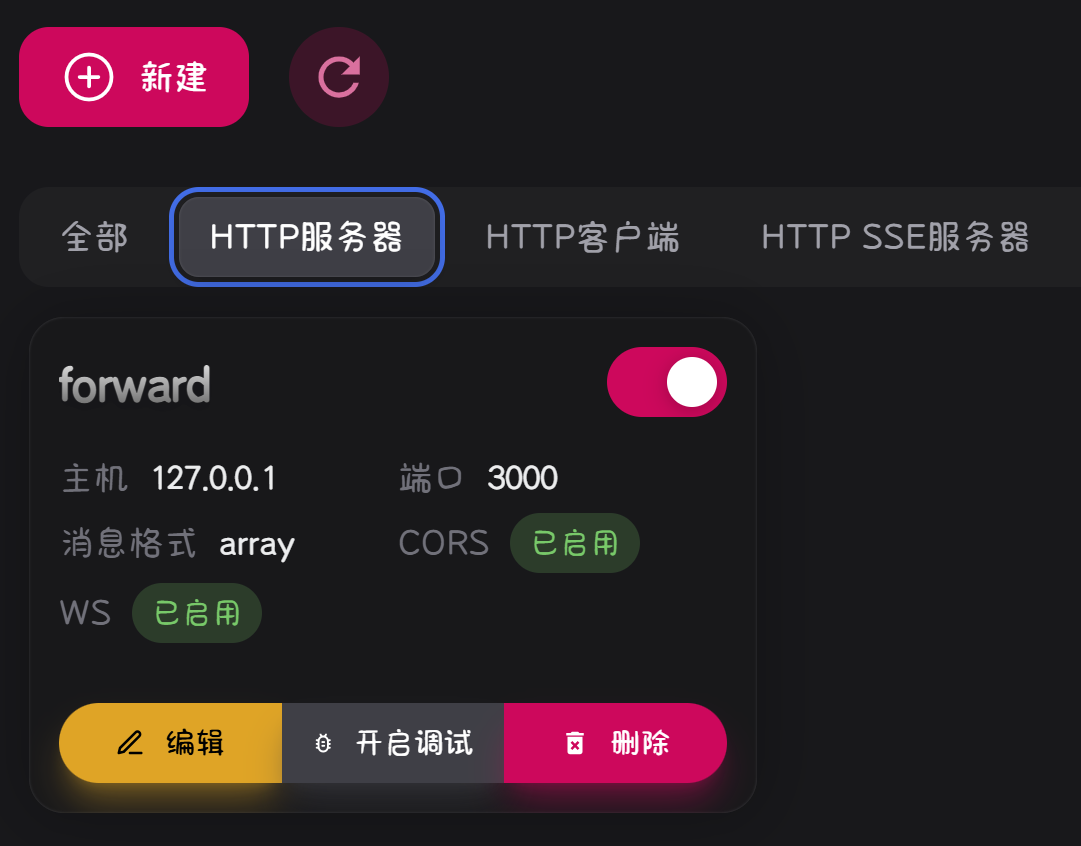 新建
全部 HTTP服务器 HTTP客户端 HTTP SSE服务器
forward
主机 127.0.0.1 端口 3000
消息格式 array CORS 已启用
WS 已启用
编辑 开启调试 删除